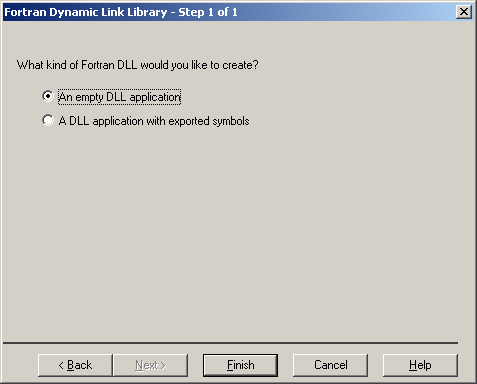 Fortran Dynamic Link Library - Step 1 of 1
What kind of Fortran DLL would you like to create?
An empty DLL application
A DLL application with exported symbols
< Back Next > Finish Cancel Help